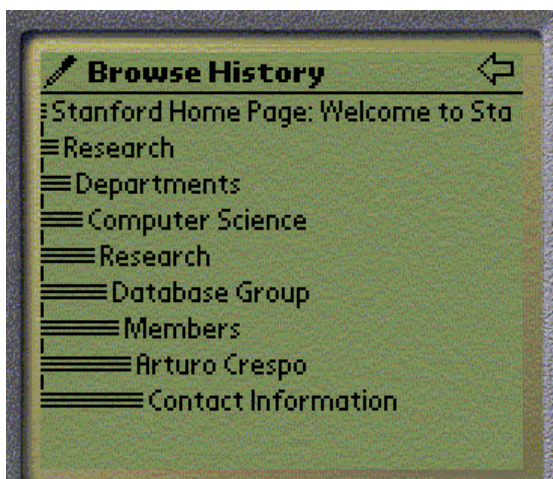 Browse History
Stanford Home Page: Welcome to Sta
Research
Departments
Computer Science
Research
Database Group
Members
Arturo Crespo
Contact Information